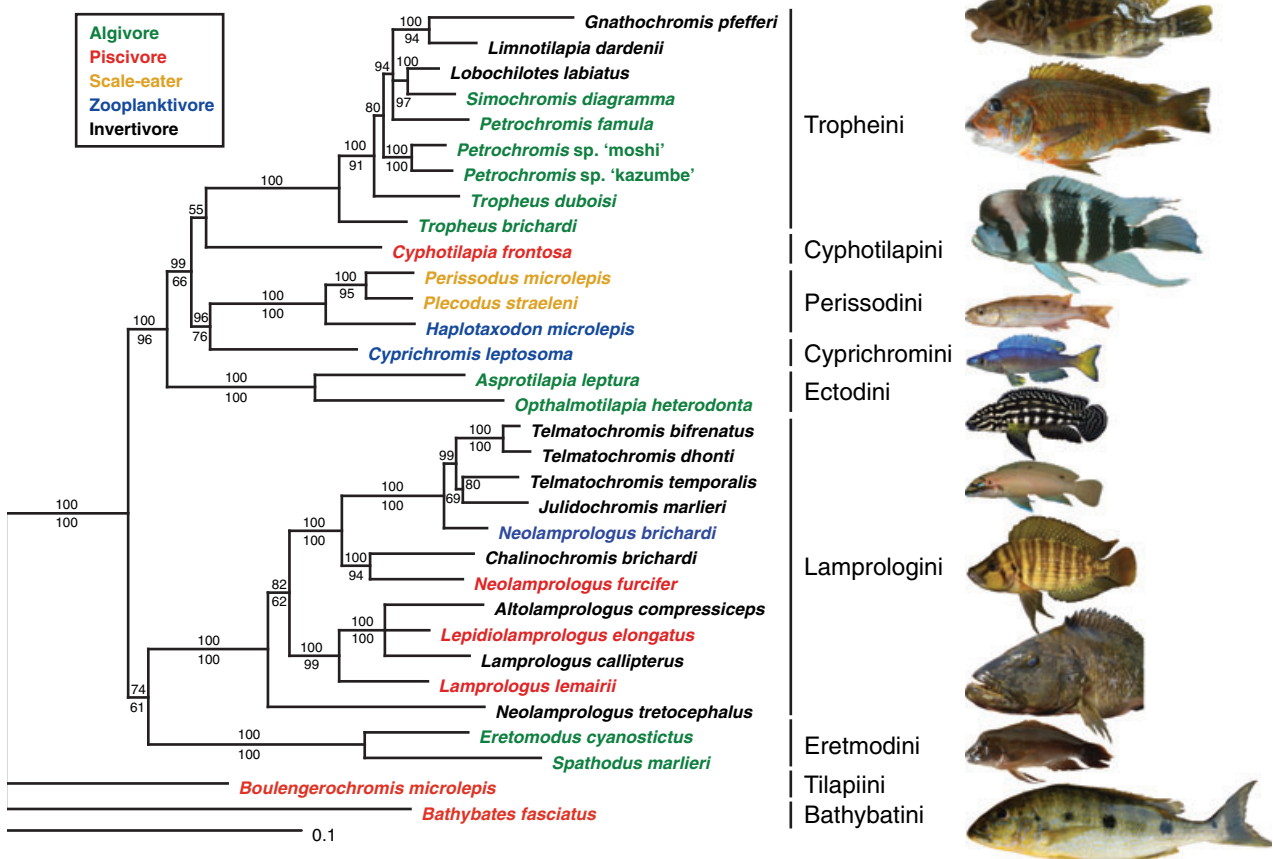 Algivore
Piscivore
Scale-eater
Zooplanktivore
Invertivore
100
94
Gnathochromis pfefferi
Limnotilapia dardenii
94
100
97
Lobochilotes labiatus
Simochromis diagramma
80
Petrochromis famula
100
100
Petrochromis sp. ‘moshi’
Petrochromis sp. ‘kazumbe’
100
91
Tropheus duboisi
100
Tropheus brichardi
55
Cyphotilapia frontosa
99
66
100
95
Perissodus microlepis
Plecodus straeleni
100
100
Haplotaxodon microlepis
96
76
Cyprichromis leptosoma
100
96
100
100
Asprotilapia leptura
Opthalmotilapia heterodonta
100
100
Telmatochromis bifrenatus
Telmatochromis dhonti
99
80
69
Telmatochromis temporalis
Julidochromis marlieri
100
100
Neolamprologus brichardi
100
100
100
94
Chalinochromis brichardi
Neolamprologus furcifer
100
100
82
62
Altolamprologus compressiceps
100
100
Lepidiolamprologus elongatus
Lamprologus callipterus
100
99
Lamprologus lemairii
100
100
Neolamprologus tretocephalus
74
61
100
100
Eretomodus cyanostictus
Spathodus marlieri
Boulengerochromis microlepis
Bathybates fasciatus
0.1
Tropheini
Cyphotilapini
Perissodini
Cyprichromini
Ectodini
Lamprologini
Eretmodini
Tilapiini
Bathybatini